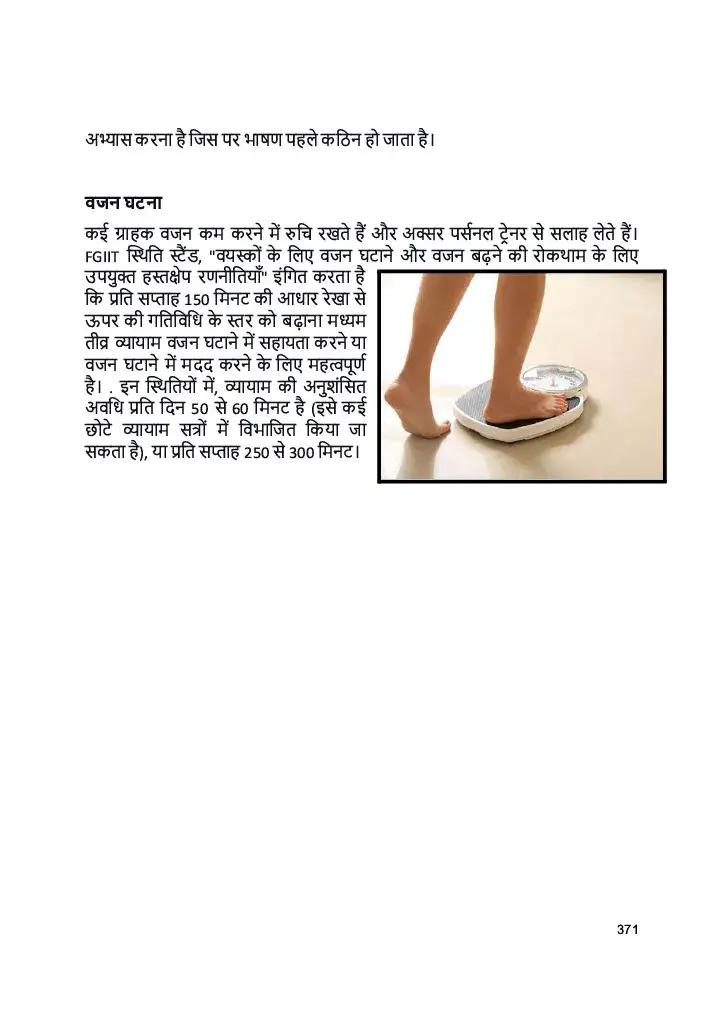 अभ्यास करना है जिस पर भाषण पहले कठिन हो जाता है।
वजन घटना
कई ग्राहक वजन कम करने में रुचि रखते हैं और अक्सर पर्सनल ट्रेनर से सलाह लेते हैं।
FGIIT स्थिति स्टैंड, "वयस्कों के लिए वजन घटाने और वजन बढ़ने की रोकथाम के लिए
उपयुक्त हस्तक्षेप रणनीतियाँ" इंगित करता है
कि प्रति सप्ताह 150 मिनट की आधार रेखा से
ऊपर की गतिविधि के स्तर को बढ़ाना मध्यम
तीव्र व्यायाम वजन घटाने में सहायता करने या
वजन घटाने में मदद करने के लिए महत्वपूर्ण
है। . इन स्थितियों में, व्यायाम की अनुशंसित
अवधि प्रति दिन 50 से 60 मिनट है (इसे कई
छोटे व्यायाम सत्रों में विभाजित किया जा
सकता है), या प्रति सप्ताह 250 से 300 मिनट।
371